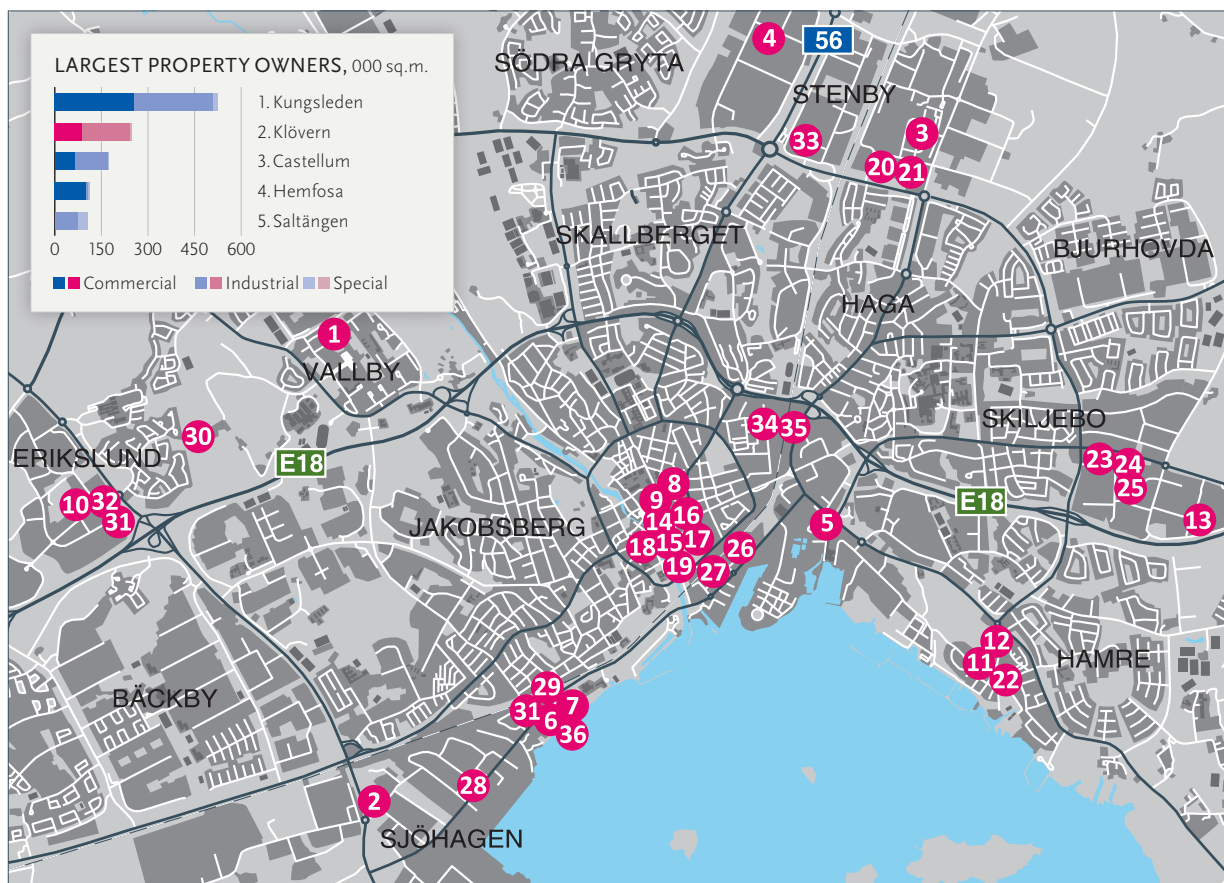 LARGEST PROPERTY OWNERS, 000 sq.m.
1. Kungsleden
2. Klövern
3. Castellum
4. Hemfosa
5. Saltängen
0 150 300 450 600
Commercial Industrial Special
4
56
SÖDRA GRYTA
STENBY
33
3
20
21
SKALLBERGET
BJURHOVDA
HAGA
1
VALLBY
34
35
SKILJEBO
30
ERIKSLUND
E18
23
24
25
10
32
31
8
9
16
14
E18
13
JAKOBSBERG
5
18
15
17
26
19
27
12
11
HAMRE
22
BÄCKBY
29
7
31
6
36
28
2
SJÖHAGEN